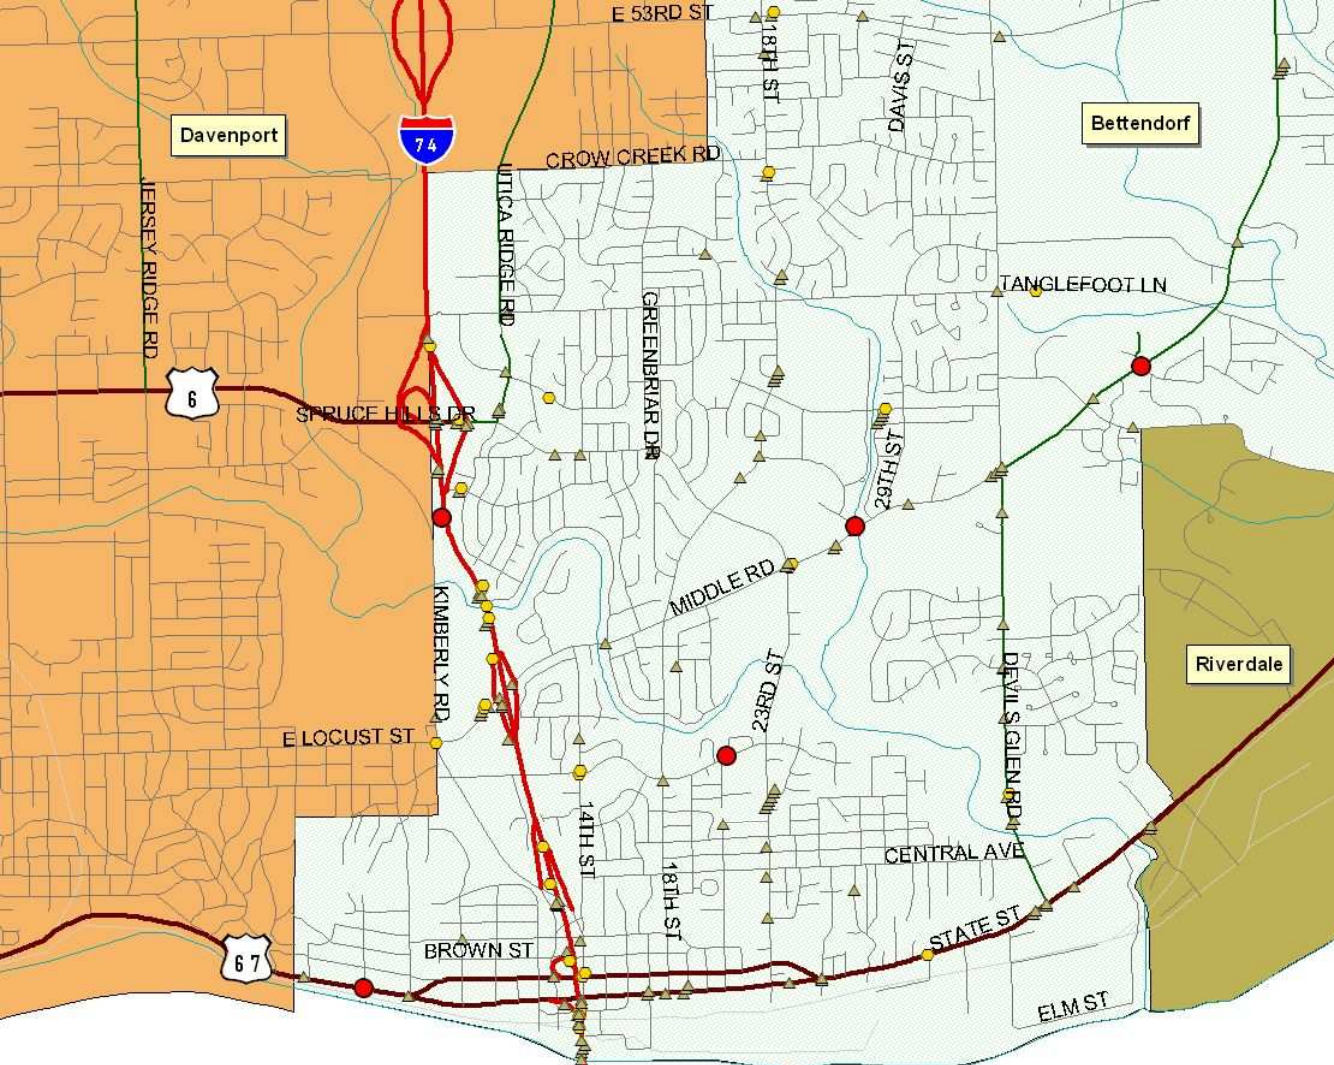 E 53RD ST
18TH ST
DAVIS ST
Davenport
74
Bettendorf
CROW CREEK RD
UTICA RIDGE RD
JERSEY RIDGE RD
TANGLEFOOT LN
GREENBRIAR DR
6
SPRUCE HILLS DR
29TH ST
MIDDLE RD
KIMBERLY RD
23RD ST
DEVILS GLEN RD
Riverdale
E LOCUST ST
14TH ST
18TH ST
CENTRAL AVE
STATE ST
BROWN ST
67
ELM ST